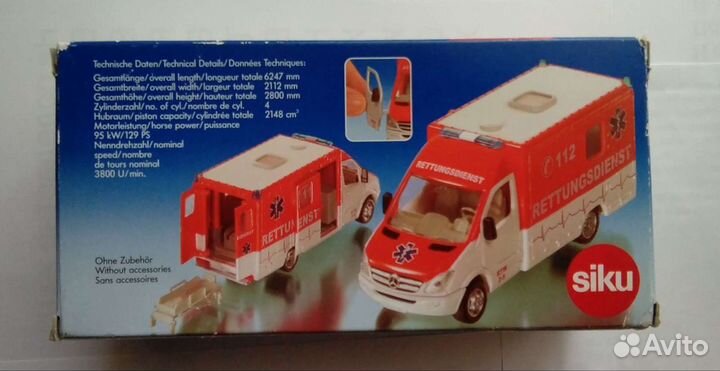 Technische Daten/Technical Details/Données Techniques:
Gesamtlänge/overall length/longueur totale 6247 mm
Gesamtbreite/overall width/largeur totale 2112 mm
Gesamthöhe/overall height/hauteur totale 2800 mm
Zylinderzahl/no. of cyl./nombre de cyl. 4
Hubraum/piston capacity/cylindrée totale 2148 cm³
Motorleistung/horse power/puissance
95 kW/129 PS
Nenndrehzahl/nominal
speed/nombre
de tours nominal
3800 U/min.
RETTUNGSDIENST
112
RETTUNGSDIENST
RETTU ENST
Ohne Zubehör
Without accessories
Sans accessoires
siku
Avito